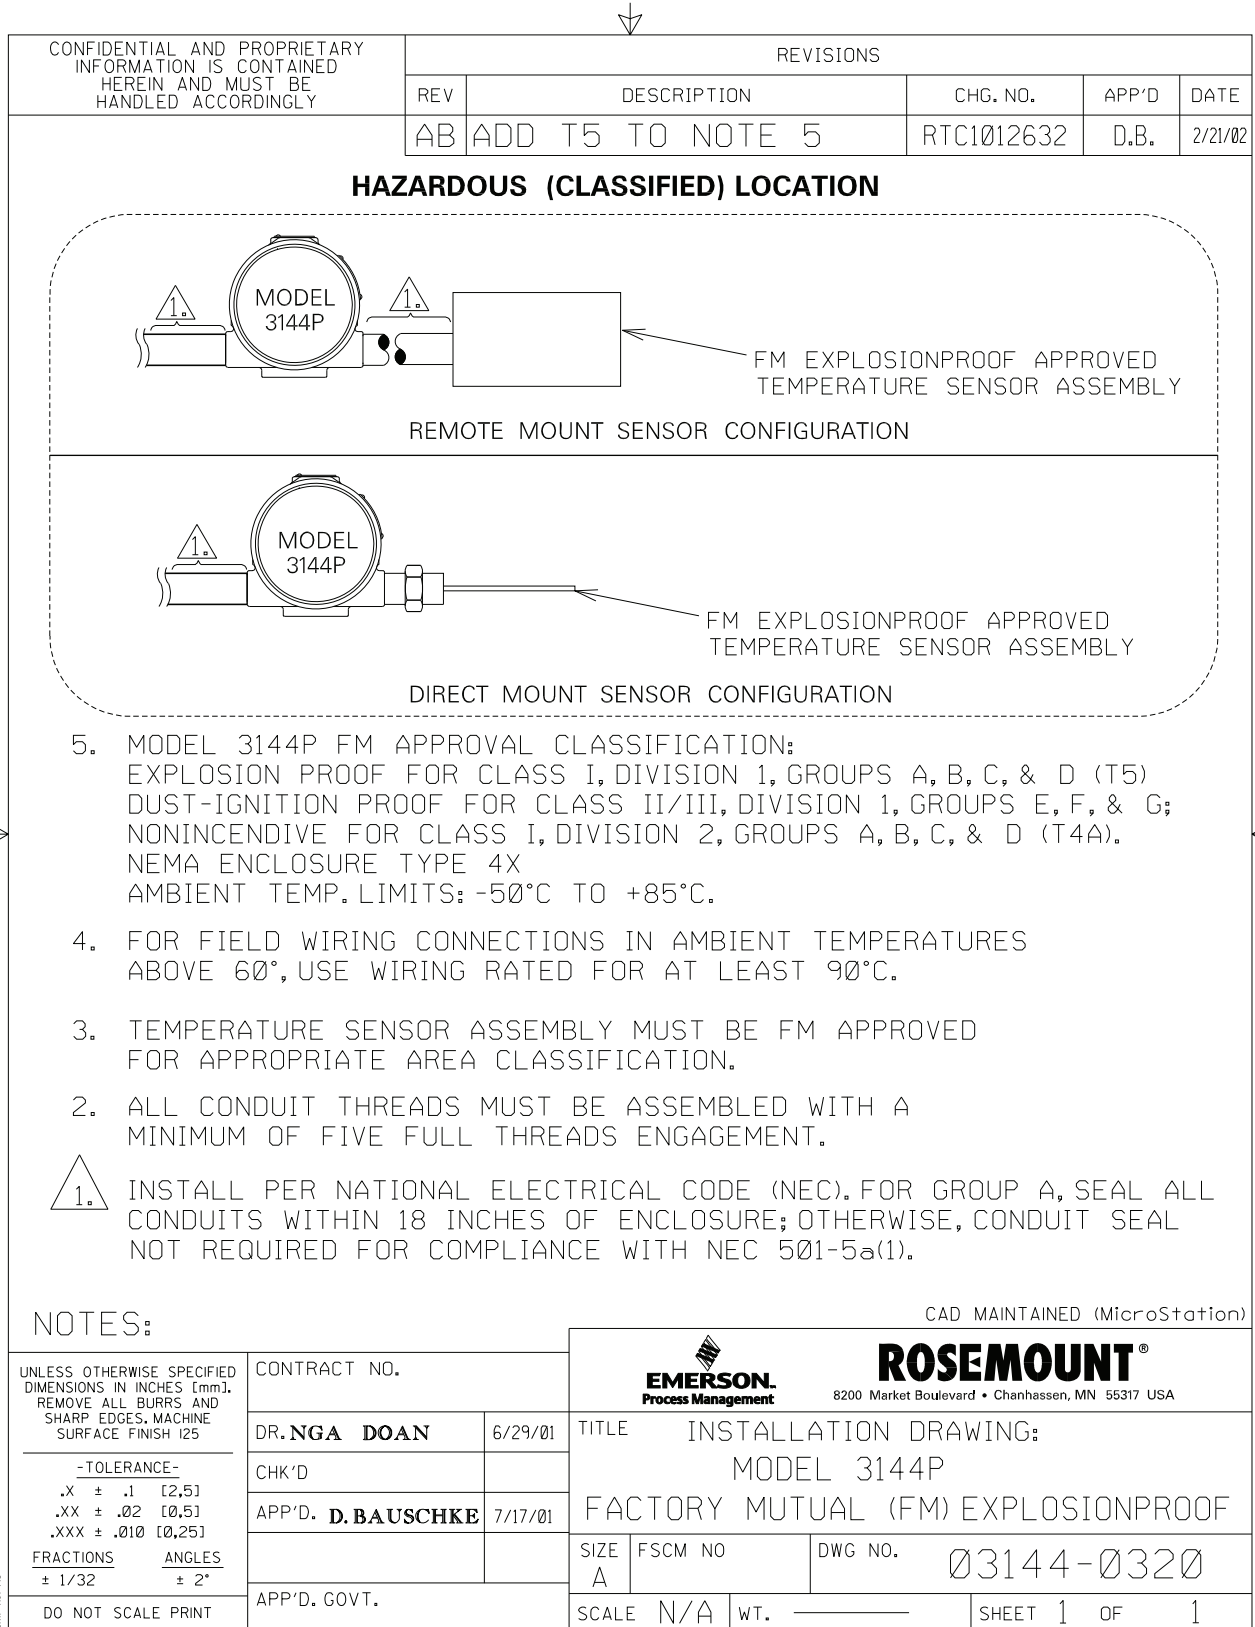 CONFIDENTIAL AND PROPRIETARY
INFORMATION IS CONTAINED
HEREIN AND MUST BE
HANDLED ACCORDINGLY
REVISIONS
REV DESCRIPTION CHG. NO. APP'D DATE
AB ADD T5 TO NOTE 5 RTC1012632 D.B. 2/21/02
HAZARDOUS (CLASSIFIED) LOCATION
1.
MODEL
3144P
1.
FM EXPLOSIONPROOF APPROVED
TEMPERATURE SENSOR ASSEMBLY
REMOTE MOUNT SENSOR CONFIGURATION
1.
MODEL
3144P
FM EXPLOSIONPROOF APPROVED
TEMPERATURE SENSOR ASSEMBLY
DIRECT MOUNT SENSOR CONFIGURATION
5. MODEL 3144P FM APPROVAL CLASSIFICATION:
EXPLOSION PROOF FOR CLASS I, DIVISION 1, GROUPS A, B, C, & D (T5)
DUST-IGNITION PROOF FOR CLASS II/III, DIVISION 1, GROUPS E, F, & G;
NONINCENDIVE FOR CLASS I, DIVISION 2, GROUPS A, B, C, & D (T4A).
NEMA ENCLOSURE TYPE 4X
AMBIENT TEMP. LIMITS: -50°C TO +85°C.
4. FOR FIELD WIRING CONNECTIONS IN AMBIENT TEMPERATURES
ABOVE 60°, USE WIRING RATED FOR AT LEAST 90°C.
3. TEMPERATURE SENSOR ASSEMBLY MUST BE FM APPROVED
FOR APPROPRIATE AREA CLASSIFICATION.
2. ALL CONDUIT THREADS MUST BE ASSEMBLED WITH A
MINIMUM OF FIVE FULL THREADS ENGAGEMENT.
1. INSTALL PER NATIONAL ELECTRICAL CODE (NEC). FOR GROUP A, SEAL ALL
CONDUITS WITHIN 18 INCHES OF ENCLOSURE; OTHERWISE, CONDUIT SEAL
NOT REQUIRED FOR COMPLIANCE WITH NEC 501-5a(1).
NOTES:
CAD MAINTAINED (MicroStation)
UNLESS OTHERWISE SPECIFIED
DIMENSIONS IN INCHES [mm].
REMOVE ALL BURRS AND
SHARP EDGES. MACHINE
SURFACE FINISH 125
-TOLERANCE-
.X ± .1 [2,5]
.XX ± .02 [0,5]
.XXX ± .010 [0,25]
FRACTIONS ANGLES
± 1/32 ± 2°
DO NOT SCALE PRINT
CONTRACT NO.
DR. NGA DOAN 6/29/01
CHK'D
APP'D. D. BAUSCHKE 7/17/01
APP'D. GOVT.
EMERSON.
Process Management
ROSEMOUNT®
8200 Market Boulevard • Chanhassen, MN 55317 USA
TITLE INSTALLATION DRAWING:
MODEL 3144P
FACTORY MUTUAL (FM) EXPLOSIONPROOF
SIZE A FSCM NO DWG NO. 03144-0320
SCALE N/A WT. SHEET 1 OF 1